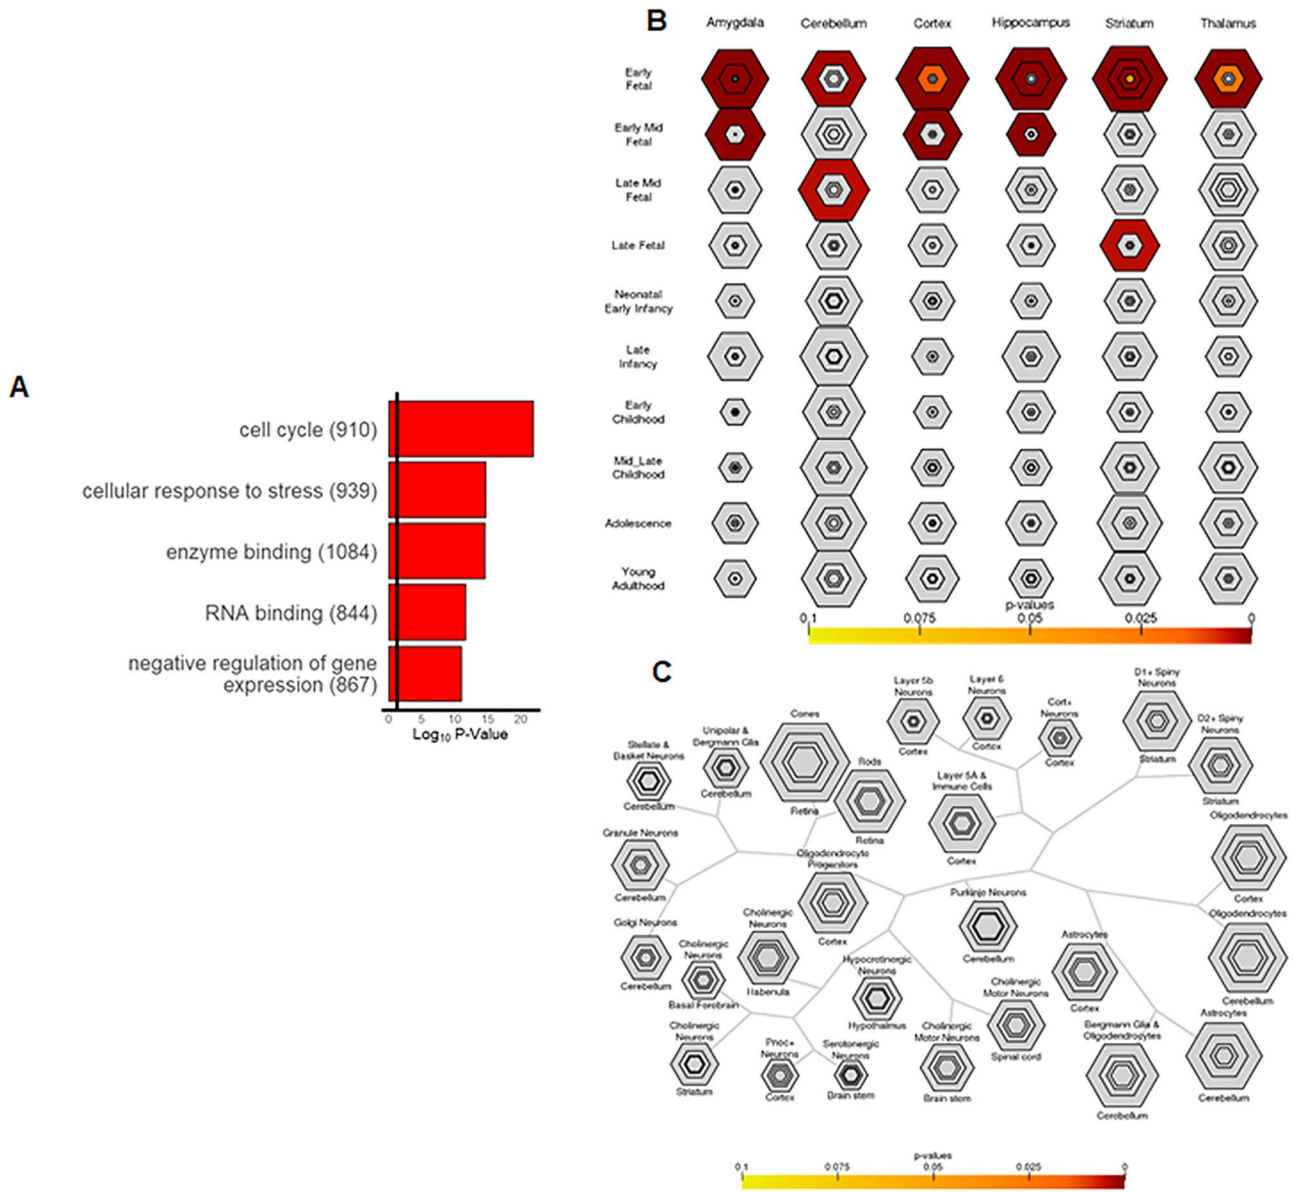 A
cell cycle (910)
cellular response to stress (939)
enzyme binding (1084)
RNA binding (844)
negative regulation of gene
expression (867)
0 5 10 15 20
Log10 P-Value
B
Amygdala Cerebellum Cortex Hippocampus Striatum Thalamus
Early
Fetal
Early Mid
Fetal
Late Mid
Fetal
Late Fetal
Neonatal
Early Infancy
Late
Infancy
Early
Childhood
Mid_Late
Childhood
Adolescence
Young
Adulthood
p-values
0.1 0.075 0.05 0.025 0
C
Stellate &
Basket Neurons
Cerebellum
Unipolar &
Bergmann Glia
Cerebellum
Cones
Retina
Rods
Retina
Layer 5b
Neurons
Cortex
Layer 6
Neurons
Cortex
Cort+
Neurons
Cortex
D1+ Spiny
Neurons
Striatum
D2+ Spiny
Neurons
Striatum
Layer 5A &
Immune Cells
Cortex
Granule Neurons
Cerebellum
Oligodendrocyte
Progenitors
Cortex
Oligodendrocytes
Cortex
Golgi Neurons
Cerebellum
Cholinergic
Neurons
Habenula
Purkinje Neurons
Cerebellum
Oligodendrocytes
Cerebellum
Cholinergic
Neurons
Basal Forebrain
Hypocretinergic
Neurons
Hypothalmus
Astrocytes
Cortex
Cholinergic
Motor Neurons
Spinal cord
Cholinergic
Neurons
Striatum
Pnoc+
Neurons
Cortex
Serotonergic
Neurons
Brain stem
Cholinergic
Motor Neurons
Brain stem
Bergmann Glia &
Oligodendrocytes
Cerebellum
Astrocytes
Cerebellum
p-values
0.1 0.075 0.05 0.025 0